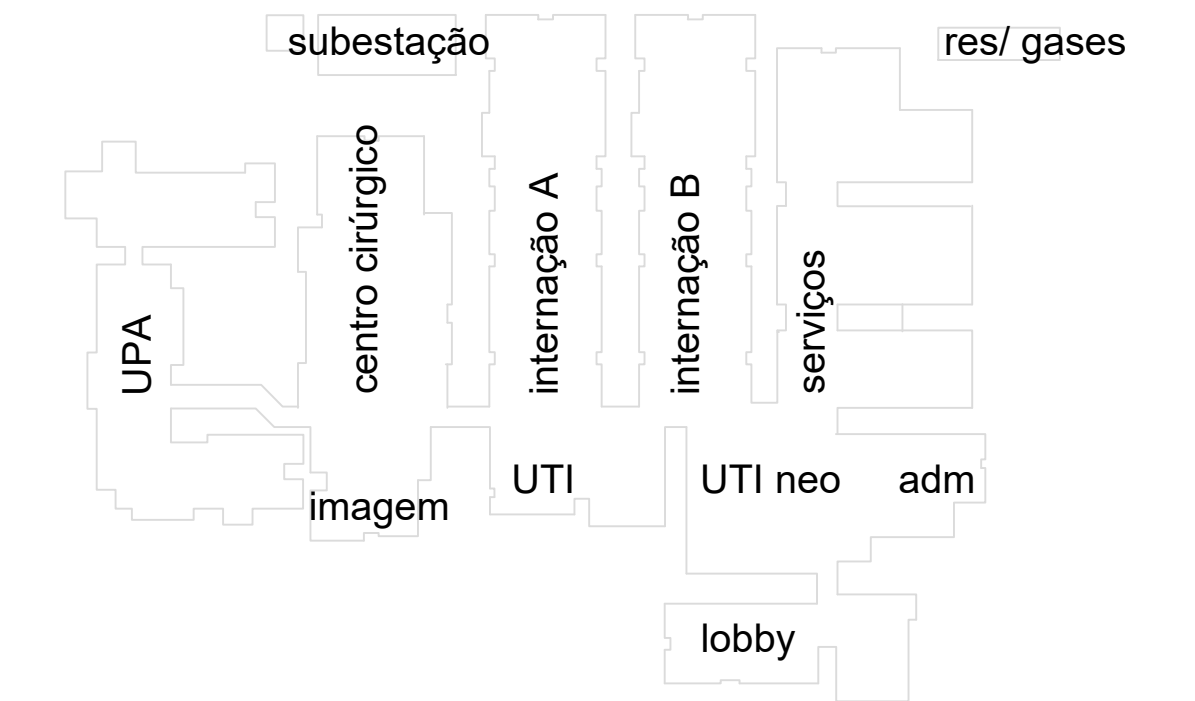 subestação
res/ gases
UPA
centro cirúrgico
internação A
internação B
serviços
imagem
UTI
UTI neo
adm
lobby